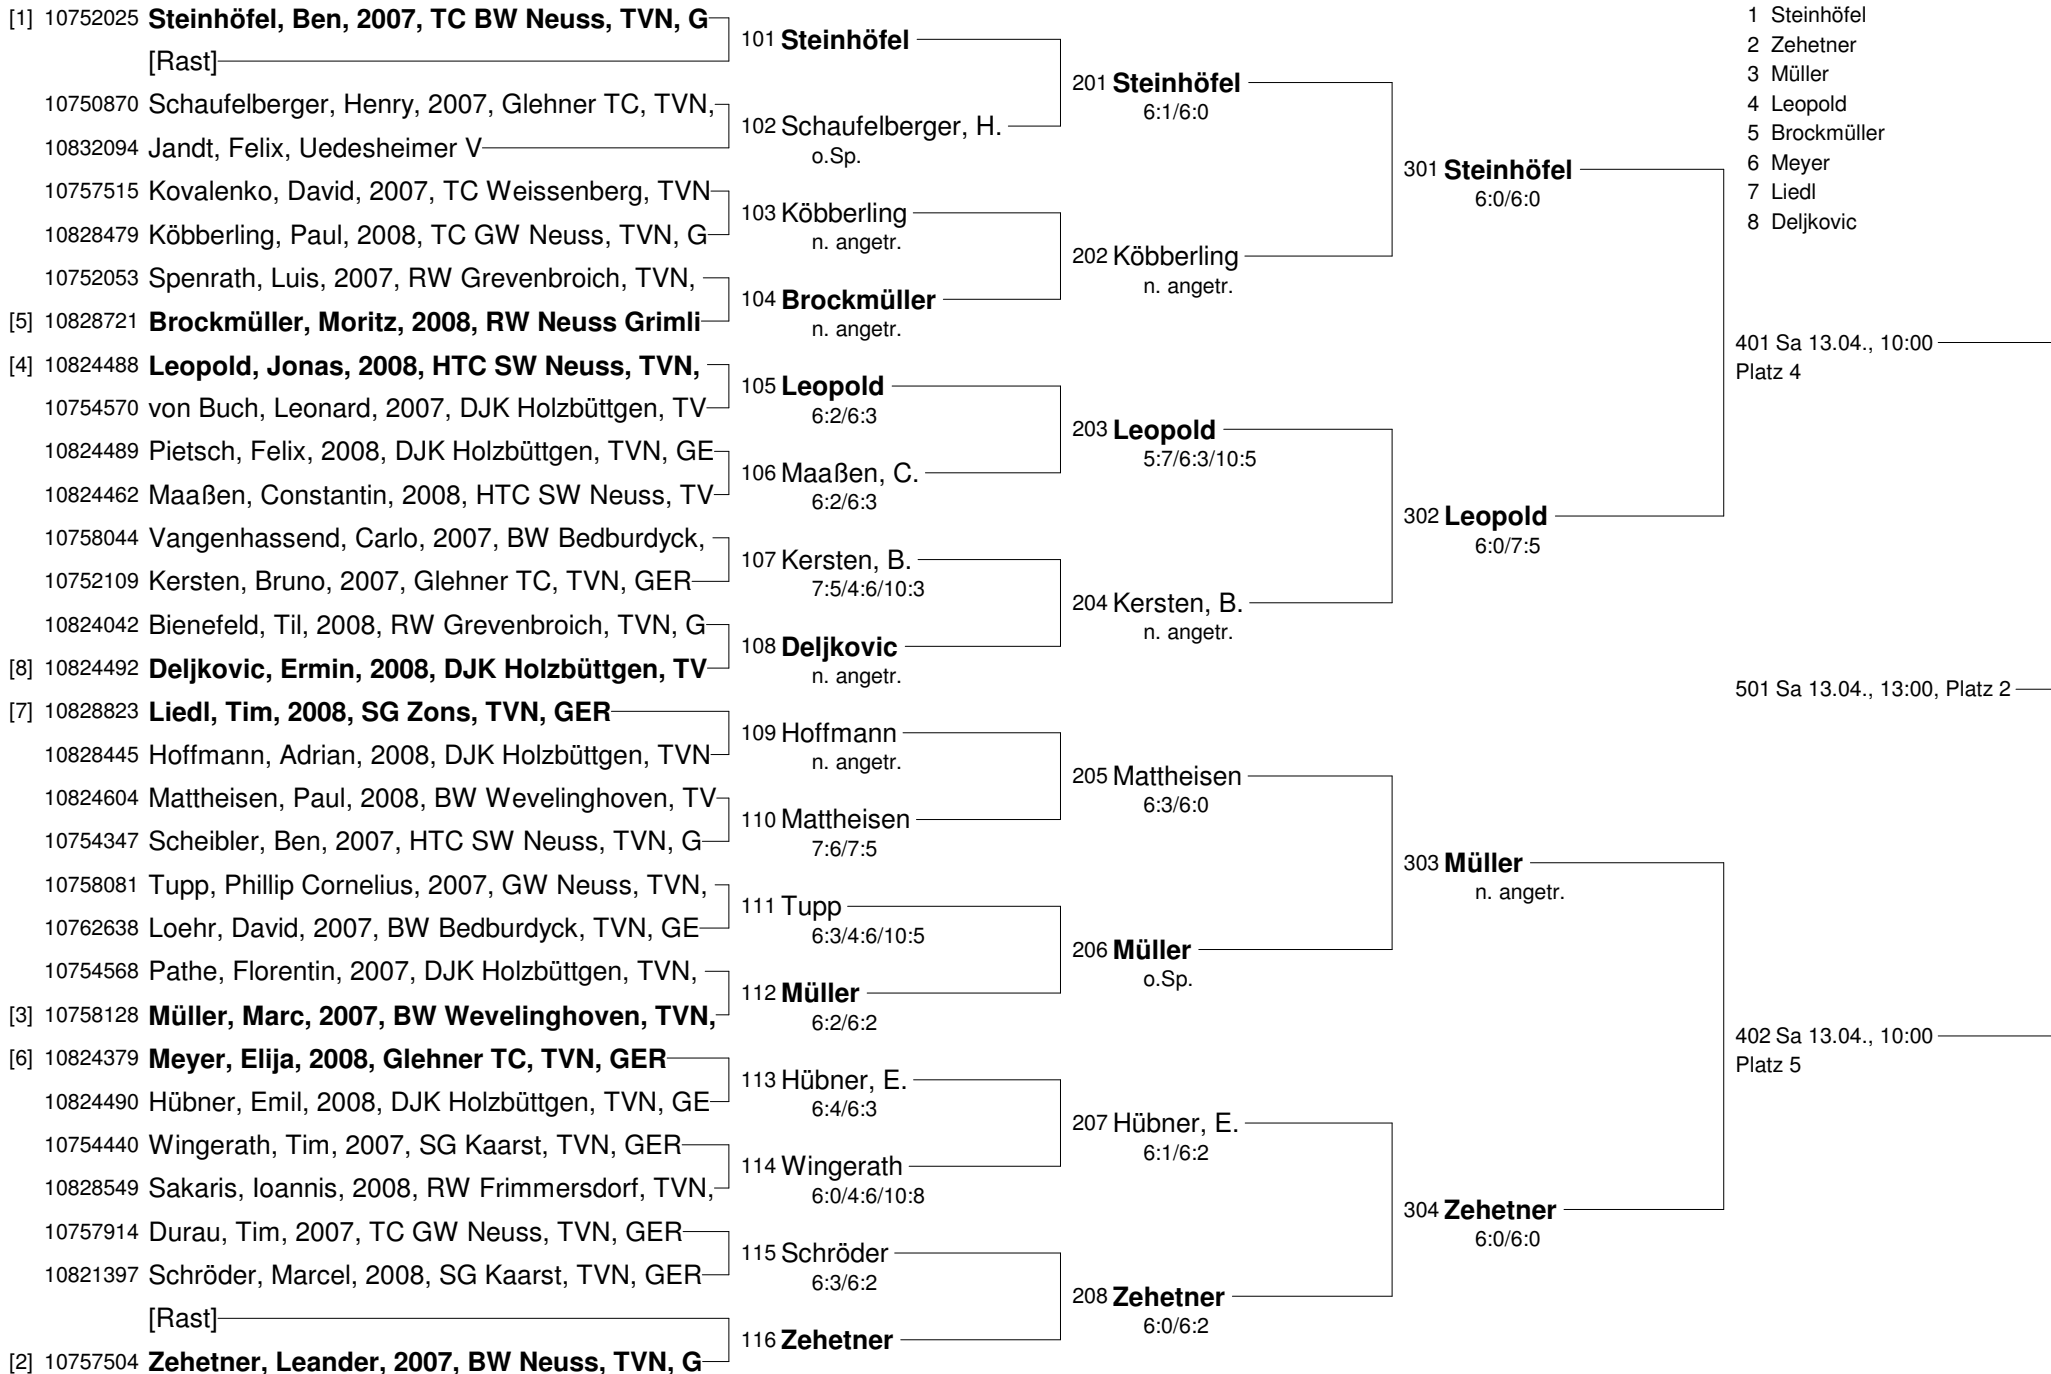 [1] 10752025 Steinhöfel, Ben, 2007, TC BW Neuss, TVN, G
[Rast]
10750870 Schaufelberger, Henry, 2007, Glehner TC, TVN,
10832094 Jandt, Felix, Uedesheimer V
10757515 Kovalenko, David, 2007, TC Weissenberg, TVN
10828479 Köbberling, Paul, 2008, TC GW Neuss, TVN, G
10752053 Spenrath, Luis, 2007, RW Grevenbroich, TVN,
[5] 10828721 Brockmüller, Moritz, 2008, RW Neuss Grimli
[4] 10824488 Leopold, Jonas, 2008, HTC SW Neuss, TVN,
10754570 von Buch, Leonard, 2007, DJK Holzbüttgen, TV
10824489 Pietsch, Felix, 2008, DJK Holzbüttgen, TVN, GE
10824462 Maaßen, Constantin, 2008, HTC SW Neuss, TV
10758044 Vangenhassend, Carlo, 2007, BW Bedburdyck,
10752109 Kersten, Bruno, 2007, Glehner TC, TVN, GER
10824042 Bienefeld, Til, 2008, RW Grevenbroich, TVN, G
[8] 10824492 Deljkovic, Ermin, 2008, DJK Holzbüttgen, TV
[7] 10828823 Liedl, Tim, 2008, SG Zons, TVN, GER
10828445 Hoffmann, Adrian, 2008, DJK Holzbüttgen, TVN
10824604 Mattheisen, Paul, 2008, BW Wevelinghoven, TV
10754347 Scheibler, Ben, 2007, HTC SW Neuss, TVN, G
10758081 Tupp, Phillip Cornelius, 2007, GW Neuss, TVN,
10762638 Loehr, David, 2007, BW Bedburdyck, TVN, GE
10754568 Pathe, Florentin, 2007, DJK Holzbüttgen, TVN,
[3] 10758128 Müller, Marc, 2007, BW Wevelinghoven, TVN,
[6] 10824379 Meyer, Elija, 2008, Glehner TC, TVN, GER
10824490 Hübner, Emil, 2008, DJK Holzbüttgen, TVN, GE
10754440 Wingerath, Tim, 2007, SG Kaarst, TVN, GER
10828549 Sakaris, Ioannis, 2008, RW Frimmersdorf, TVN,
10757914 Durau, Tim, 2007, TC GW Neuss, TVN, GER
10821397 Schröder, Marcel, 2008, SG Kaarst, TVN, GER
[Rast]
[2] 10757504 Zehetner, Leander, 2007, BW Neuss, TVN, G
101 Steinhöfel
102 Schaufelberger, H.
o.Sp.
103 Köbberling
n. angetr.
104 Brockmüller
n. angetr.
105 Leopold
6:2/6:3
106 Maaßen, C.
6:2/6:3
107 Kersten, B.
7:5/4:6/10:3
108 Deljkovic
n. angetr.
109 Hoffmann
n. angetr.
110 Mattheisen
7:6/7:5
111 Tupp
6:3/4:6/10:5
112 Müller
6:2/6:2
113 Hübner, E.
6:4/6:3
114 Wingerath
6:0/4:6/10:8
115 Schröder
6:3/6:2
116 Zehetner
201 Steinhöfel
6:1/6:0
202 Köbberling
n. angetr.
203 Leopold
5:7/6:3/10:5
204 Kersten, B.
n. angetr.
205 Mattheisen
6:3/6:0
206 Müller
o.Sp.
207 Hübner, E.
6:1/6:2
208 Zehetner
6:0/6:2
301 Steinhöfel
6:0/6:0
302 Leopold
6:0/7:5
303 Müller
n. angetr.
304 Zehetner
6:0/6:0
1 Steinhöfel
2 Zehetner
3 Müller
4 Leopold
5 Brockmüller
6 Meyer
7 Liedl
8 Deljkovic
401 Sa 13.04., 10:00
Platz 4
501 Sa 13.04., 13:00, Platz 2
402 Sa 13.04., 10:00
Platz 5